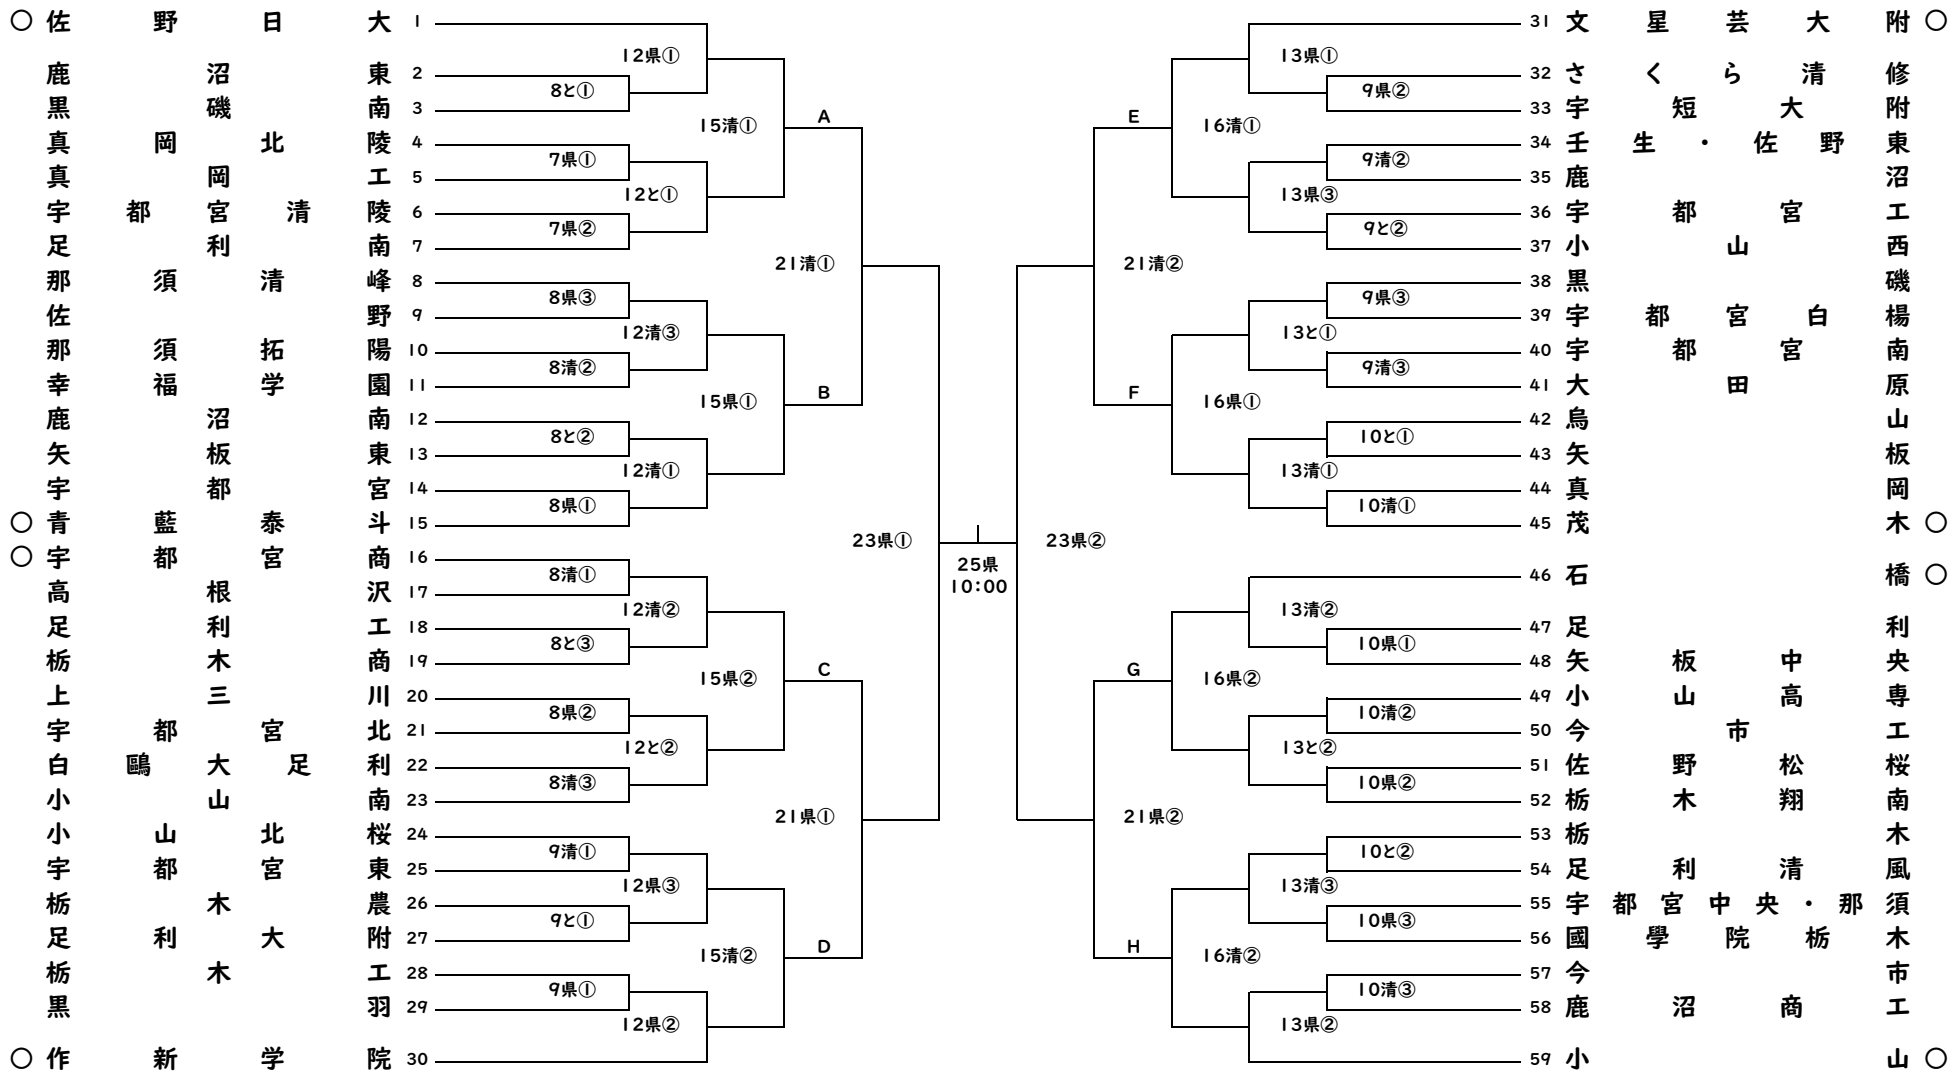 ○ 佐野日大 1
鹿沼東 2
黒磯南 3
真岡北陵 4
真岡工 5
宇都宮清陵 6
足利南 7
那須清峰 8
佐野 9
那須拓陽 10
幸福学園 11
鹿沼南 12
矢板東 13
宇都宮 14
○ 青藍泰斗 15
○ 宇都宮商 16
高根沢 17
足利工 18
栃木商 19
上三川 20
宇都宮北 21
白鷗大足利 22
小山南 23
小山北桜 24
宇都宮東 25
栃木農 26
足利大附 27
栃木工 28
黒羽 29
○ 作新学院 30
8と①
7県①
7県②
8県③
8清②
8と②
8県①
8清①
8と③
8県②
8清③
9清①
9と①
9県①
12県①
12と①
12清③
12清①
12清②
12と②
12県③
12県②
15清①
15県①
15県②
15清②
A
B
C
D
21清①
21県①
23県①
25県
10:00
23県②
21清②
21県②
E
F
G
H
16清①
16県①
16県②
16清②
13県①
13県③
13と①
13清①
13清②
13と②
13清③
13県②
9県②
9清②
9と②
9県③
9清③
10と①
10清①
10県①
10清②
10県②
10と②
10県③
10清③
31 文星芸大附 ○
32 さくら清修
33 宇短大附
34 壬生・佐野東
35 鹿沼
36 宇都宮工
37 小山西
38 黒磯
39 宇都宮白楊
40 宇都宮南
41 大田原
42 烏山
43 矢板
44 真岡
45 茂木 ○
46 石橋 ○
47 足利
48 矢板中央
49 小山高専
50 今市工
51 佐野松桜
52 栃木翔南
53 栃木
54 足利清風
55 宇都宮中央・那須
56 國學院栃木
57 今市
58 鹿沼商工
59 小山 ○